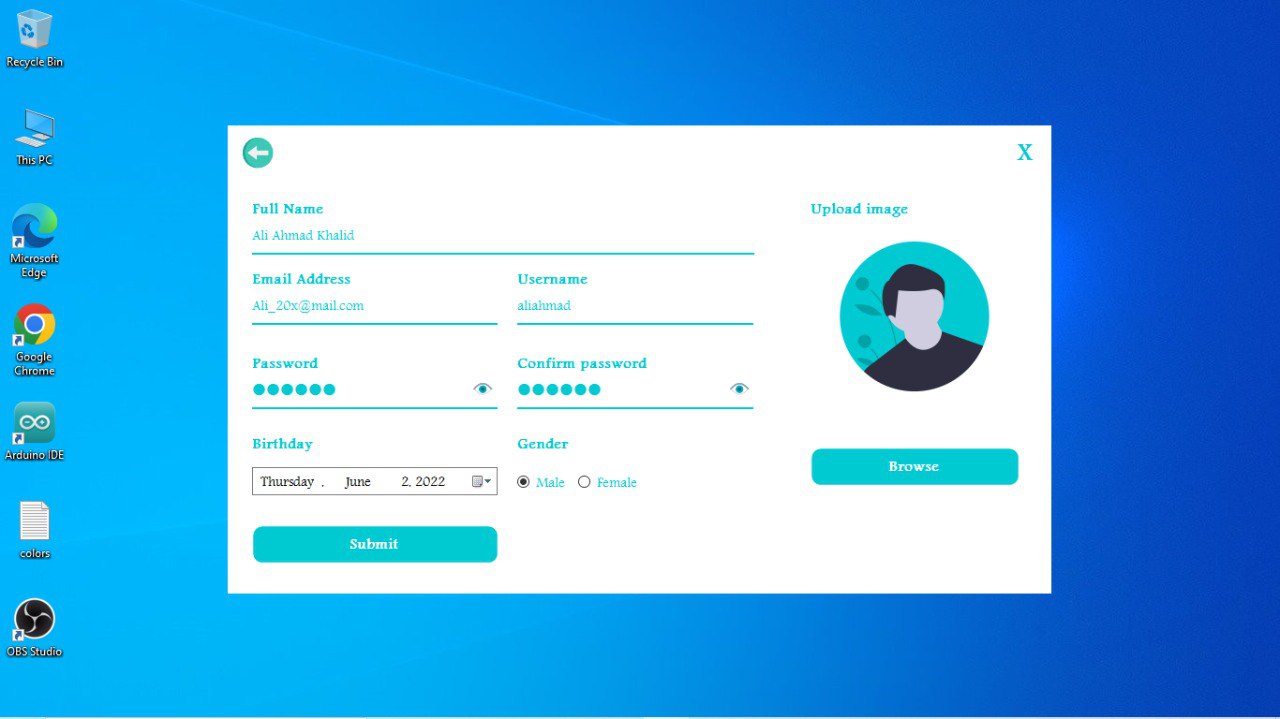 Recycle Bin
This PC
Microsoft
Edge
Google
Chrome
Arduino IDE
colors
OBS Studio
X
Full Name
Ali Ahmad Khalid
Email Address
Ali_20x@mail.com
Username
aliahmad
Password
Confirm password
Birthday
Thursday , June 2, 2022
Gender
Male Female
Submit
Upload image
Browse